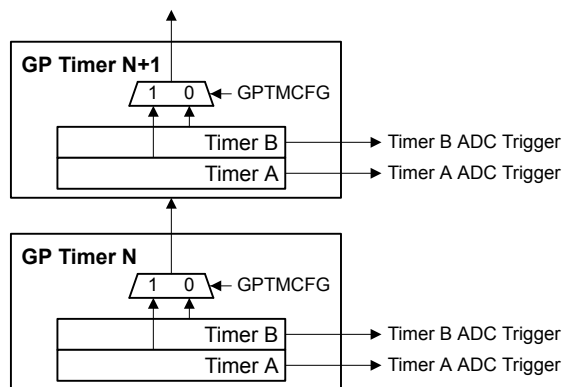 GP Timer N+1
1 0 GPTMCFG
Timer B Timer B ADC Trigger
Timer A Timer A ADC Trigger
GP Timer N
1 0 GPTMCFG
Timer B Timer B ADC Trigger
Timer A Timer A ADC Trigger